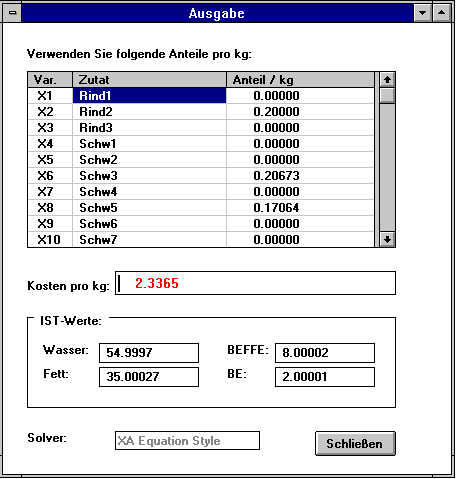 Ausgabe
Verwenden Sie folgende Anteile pro kg:
Var. Zutat Anteil / kg
X1 Rind1 0.00000
X2 Rind2 0.20000
X3 Rind3 0.00000
X4 Schw1 0.00000
X5 Schw2 0.00000
X6 Schw3 0.20673
X7 Schw4 0.00000
X8 Schw5 0.17064
X9 Schw6 0.00000
X10 Schw7 0.00000
Kosten pro kg: 2.3365
IST-Werte:
Wasser: 54.9997 BEFFE: 8.00002
Fett: 35.00027 BE: 2.00001
Solver: XA Equation Style Schließen